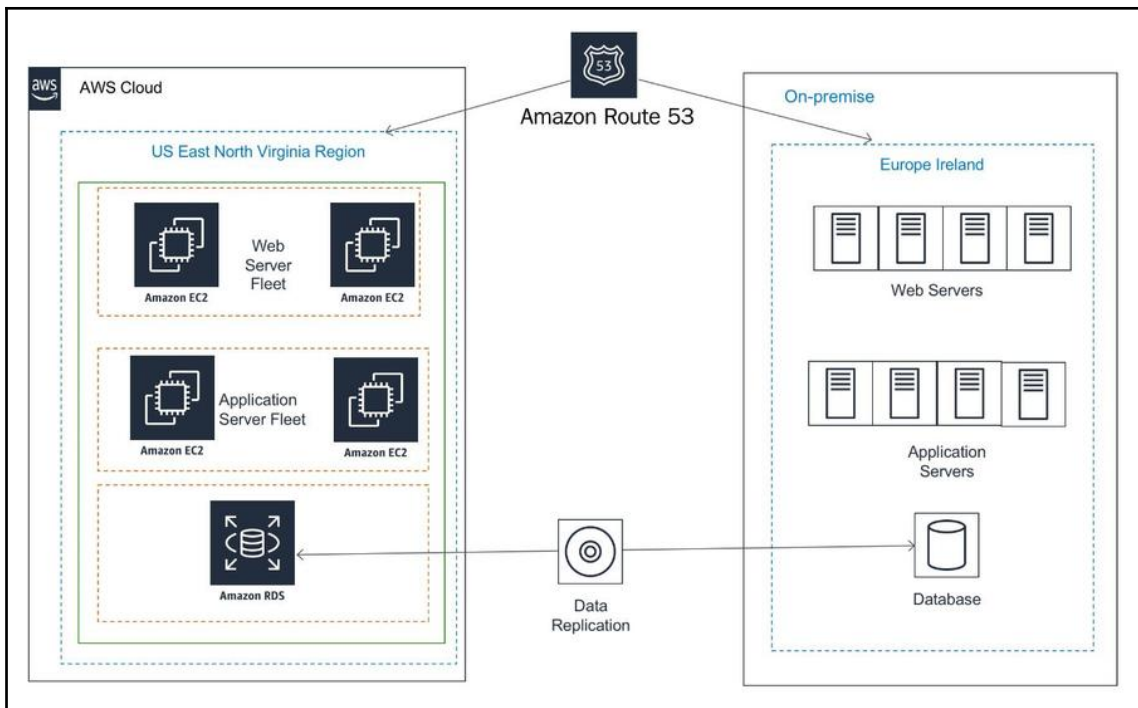 53
Amazon Route 53
aws
AWS Cloud
US East North Virginia Region
Web
Server
Fleet
Amazon EC2
Amazon EC2
Application
Server Fleet
Amazon EC2
Amazon EC2
Amazon RDS
Data
Replication
On-premise
Europe Ireland
Web Servers
Application
Servers
Database